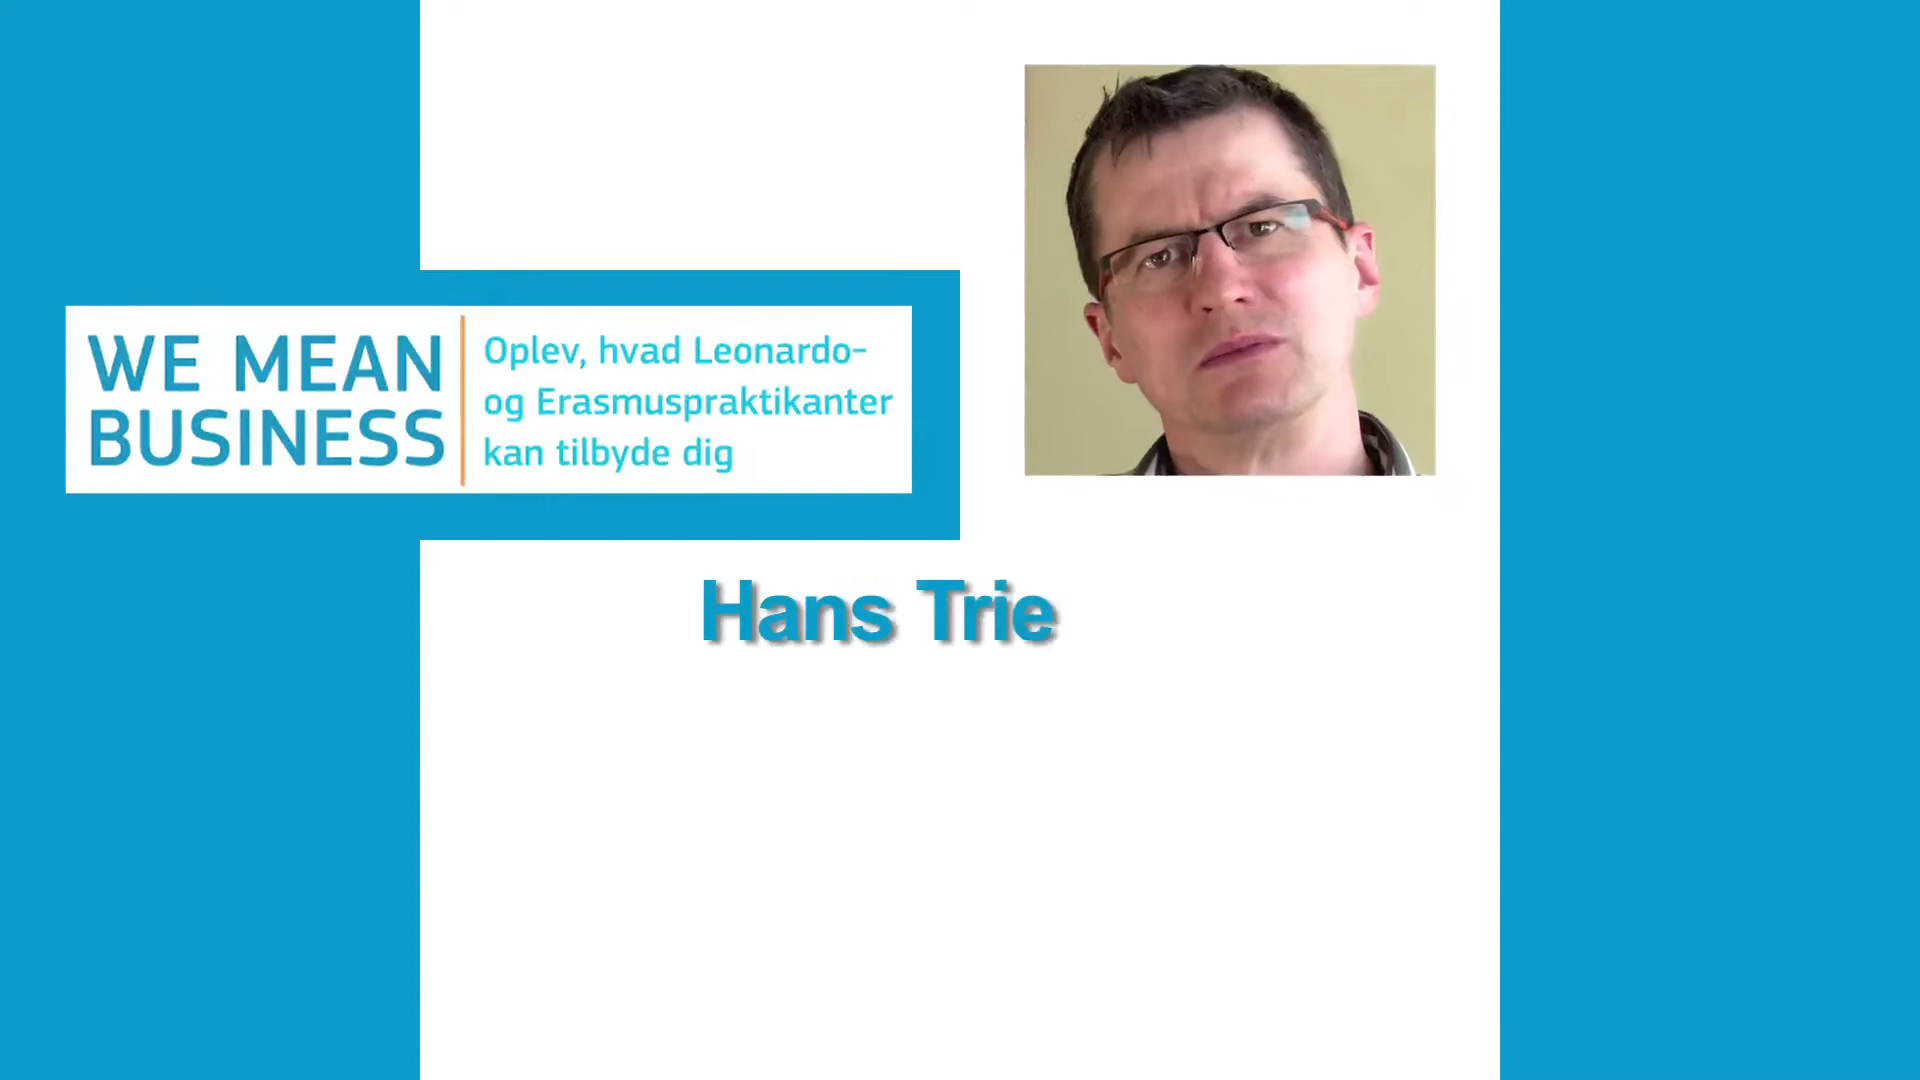 WE MEAN
BUSINESS
Oplev, hvad Leonardo-
og Erasmuspraktikanter
kan tilbyde dig
Hans Trie